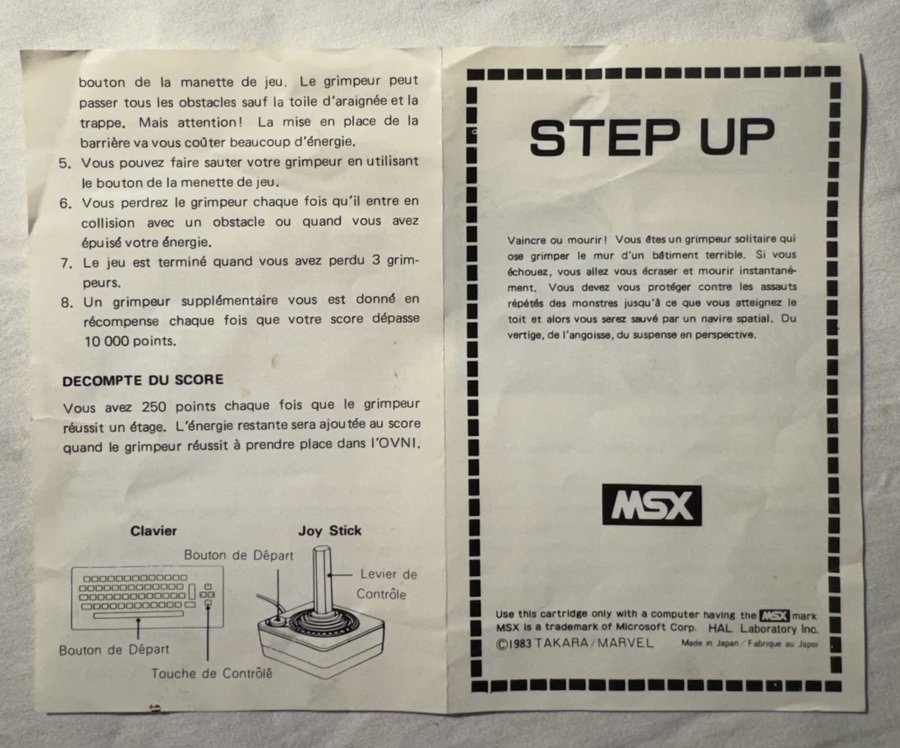 bouton de la manette de jeu. Le grimpeur peut
passer tous les obstacles sauf la toile d'araignée et la
trappe. Mais attention! La mise en place de la
barrière va vous coûter beaucoup d'énergie.
5. Vous pouvez faire sauter votre grimpeur en utilisant
le bouton de la menette de jeu.
6. Vous perdrez le grimpeur chaque fois qu'il entre en
collision avec un obstacle ou quand vous avez
épuisé votre énergie.
7. Le jeu est terminé quand vous avez perdu 3 grim-
peurs.
8. Un grimpeur supplémentaire vous est donné en
récompense chaque fois que votre score dépasse
10 000 points.
DECOMPTE DU SCORE
Vous avez 250 points chaque fois que le grimpeur
réussit un étage. L'énergie restante sera ajoutée au score
quand le grimpeur réussit à prendre place dans l'OVNI.
Clavier
Joy Stick
Bouton de Départ
Levier de
Contrôle
Bouton de Départ
Touche de Contrôlê
STEP UP
Vaincre ou mourir! Vous êtes un grimpeur solitaire qui
ose grimper le mur d'un bâtiment terrible. Si vous
échouez, vous allez vous écraser et mourir instantané-
ment. Vous devez vous protéger contre les assauts
répétés des monstres jusqu'à ce que vous atteignez le
toit et alors vous serez sauvé par un navire spatial. Du
vertige, de l'angoisse, du suspense en perspective.
MSX
Use this cartridge only with a computer having the MSX mark
MSX is a trademark of Microsoft Corp. HAL Laboratory Inc.
©1983 TAKARA/MARVEL Made in Japan/Fabrique au Japon